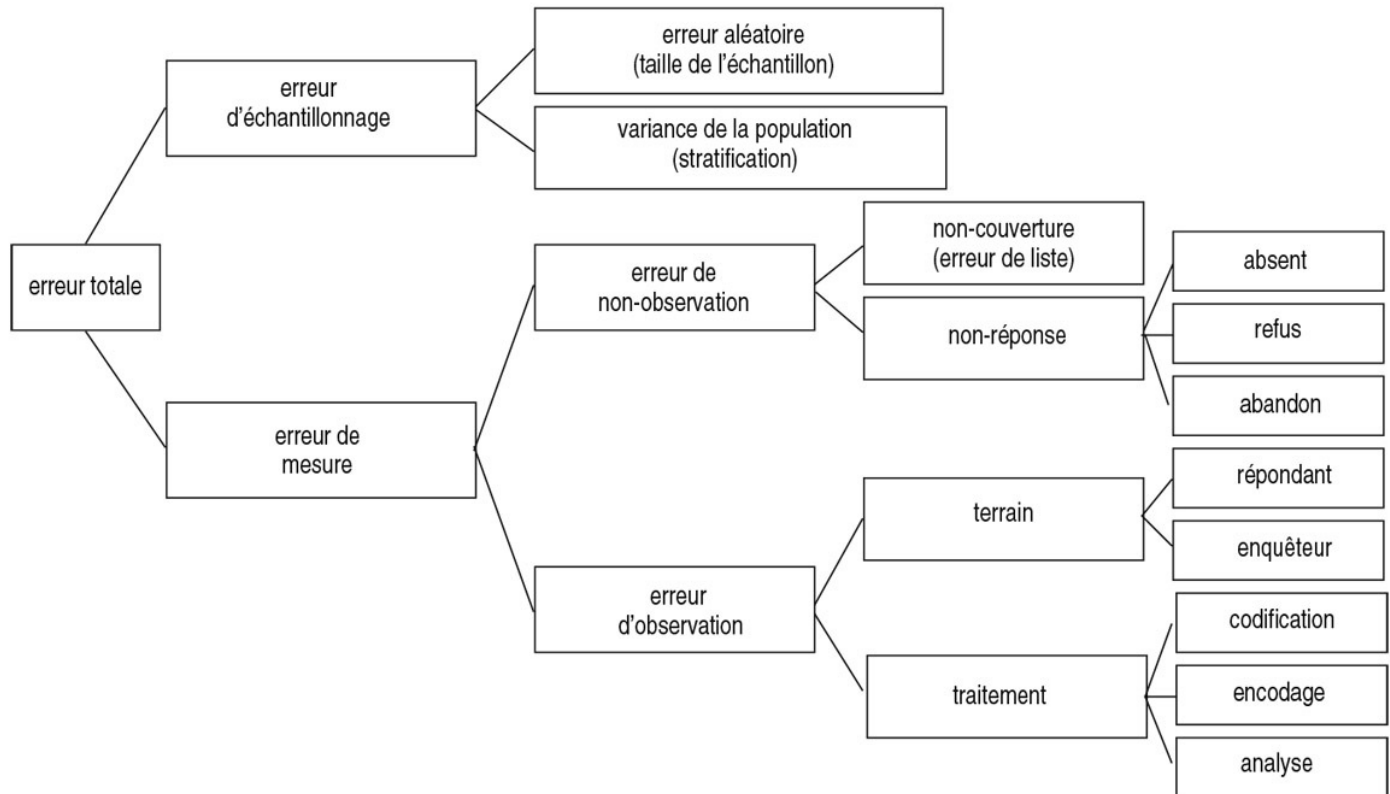 erreur aléatoire
(taille de l'échantillon)
erreur
d'échantillonnage
variance de la population
(stratification)
non-couverture
(erreur de liste)
absent
erreur totale
erreur de
non-observation
non-réponse
refus
abandon
erreur de
mesure
répondant
terrain
enquêteur
erreur
d'observation
codification
traitement
encodage
analyse